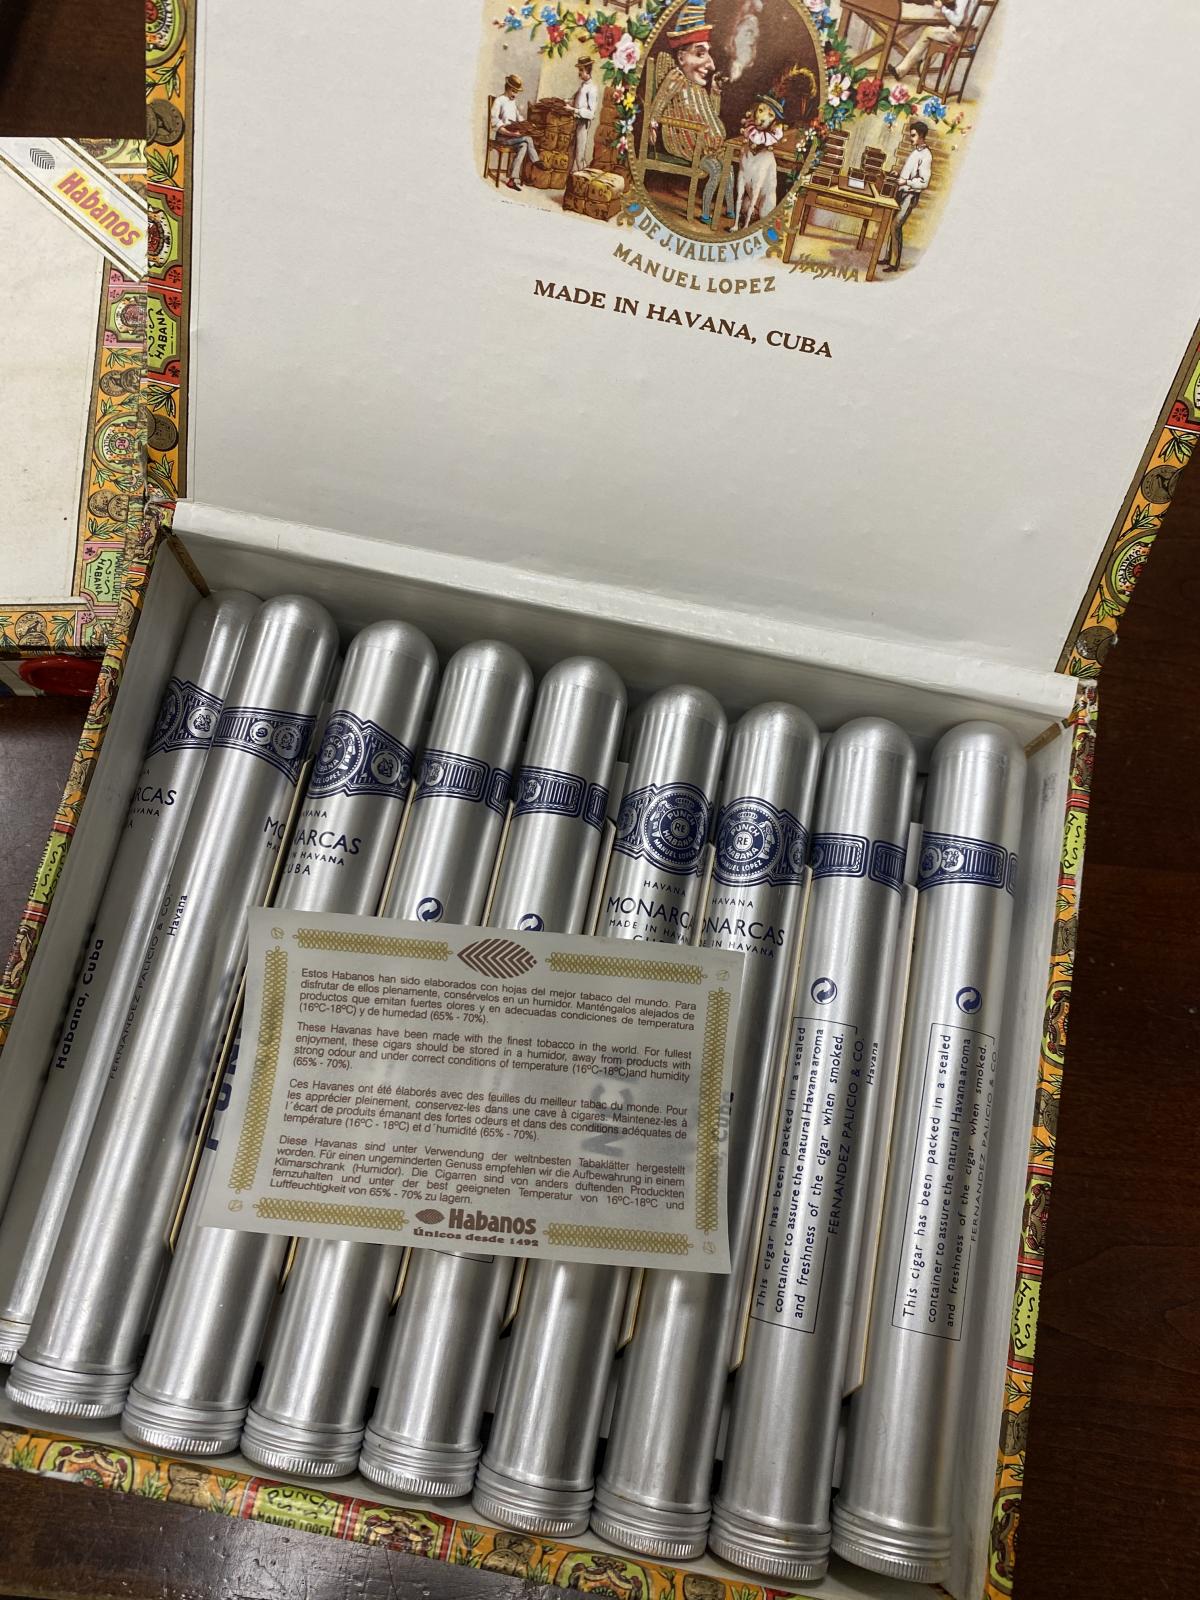 Habanos
DE J. VALLE Y Cª
HABANA
MANUEL LOPEZ
MADE IN HAVANA, CUBA
HABANA
PUNCH
RE
HABANA
MANUEL LOPEZ
PUNCH
RE
HABANA
MANUEL LOPEZ
HAVANA
MONARCAS
MADE IN HAVANA
CUBA
HAVANA
MONARCAS
HAVANA
Habana, Cuba
FERNANDEZ PALICIO & CO.
Havana
Estos Habanos han sido elaborados con hojas del mejor tabaco del mundo. Para
disfrutar de ellos plenamente, consérvelos en un humidor. Manténgalos alejados de
productos que emitan fuertes olores y en adecuadas condiciones de temperatura
(16ºC-18ºC) y de humedad (65% - 70%).
These Havanas have been made with the finest tobacco in the world. For fullest
enjoyment, these cigars should be stored in a humidor, away from products with
strong odour and under correct conditions of temperature (16ºC-18ºC)and humidity
(65% - 70%).
Ces Havanes ont été élaborés avec des feuilles du meilleur tabac du monde. Pour
les apprécier pleinement, conservez-les dans une cave à cigares. Maintenez-les à
l´écart de produits émanant des fortes odeurs et dans des conditions adéquates de
température (16ºC - 18ºC) et d´humidité (65% - 70%).
Diese Havanas sind unter Verwendung der weltnbesten Tabaklätter hergestellt
worden. Für einen ungeminderten Genuss empfehlen wir die Aufbewahrung in einem
Klimarschrank (Humidor). Die Cigarren sind von anders duftenden Produckten
fernzuhalten und unter der best geeigneten Temperatur von 16ºC-18ºC und
Luftfeuchtigkeit von 65% - 70% zu lagern.
Habanos
Únicos desde 1492
This cigar has been packed in a sealed
container to assure the natural Havana aroma
and freshness of the cigar when smoked.
FERNANDEZ PALICIO & CO.
Havana
This cigar has been packed in a sealed
container to assure the natural Havana aroma
and freshness of the cigar when smoked.
FERNANDEZ PALICIO & CO.
PUNCH
S.S.
PUNCH
S.S.
MANUEL LOPEZ